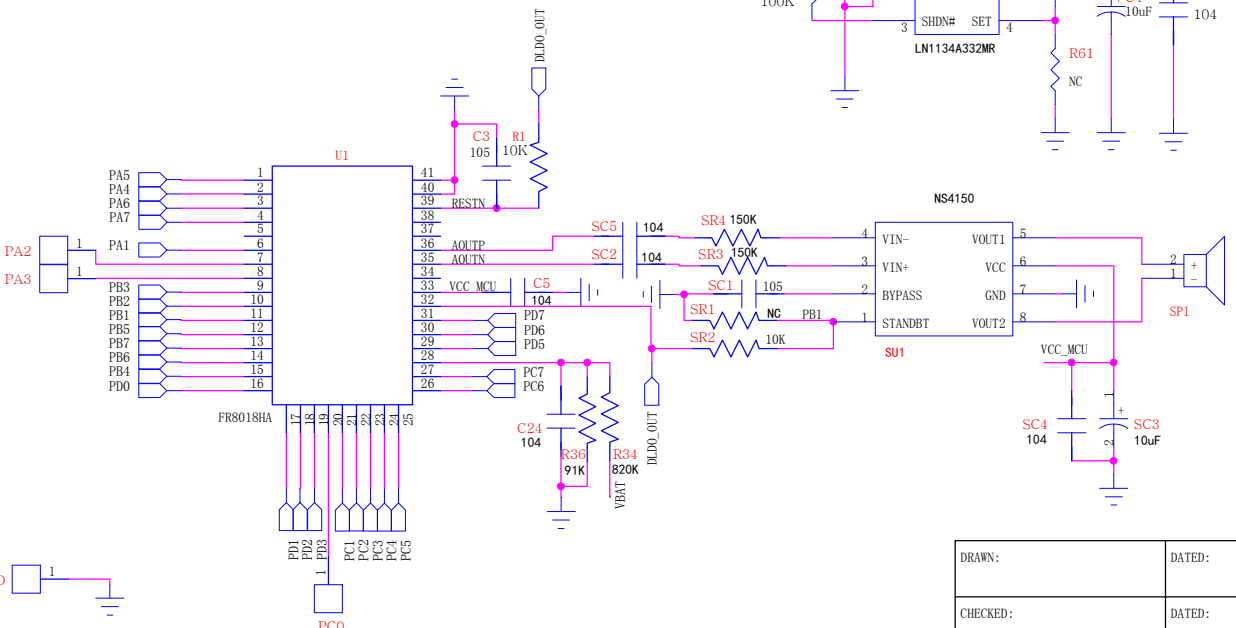 100K
3 SHDN# SET 4
LN1134A332MR
10uF
104
R61
NC
DLDO_OUT
C3
105
R1
10K
U1
PA5 1
PA4 2
PA6 3
PA7 4
5
PA1 6
PA2 1 7
PA3 1 8
PB3 9
PB2 10
PB1 11
PB5 12
PB7 13
PB6 14
PB4 15
PD0 16
41
40
39 RESTN
38
37
36 AOUTP
35 AOUTN
34
33 VCC_MCU
32
31 PD7
30 PD6
29 PD5
28
27 PC7
26 PC6
FR8018HA
17 18 19 20 21 22 23 24 25
PD1 PD2 PD3 PC1 PC2 PC3 PC4 PC5
1
PC0
C5
104
SC5 104
SC2 104
SR4 150K
SR3 150K
SC1 105
SR1 NC PB1
SR2 10K
DLDO_OUT
C24
104
R36
91K
R34
820K
VBAT
NS4150
4 VIN- VOUT1 5
3 VIN+ VCC 6
2 BYPASS GND 7
1 STANDBT VOUT2 8
SU1
2 +
1 -
SP1
VCC_MCU
SC4
104
1
+
2
SC3
10uF
1
DRAWN: DATED:
CHECKED: DATED: